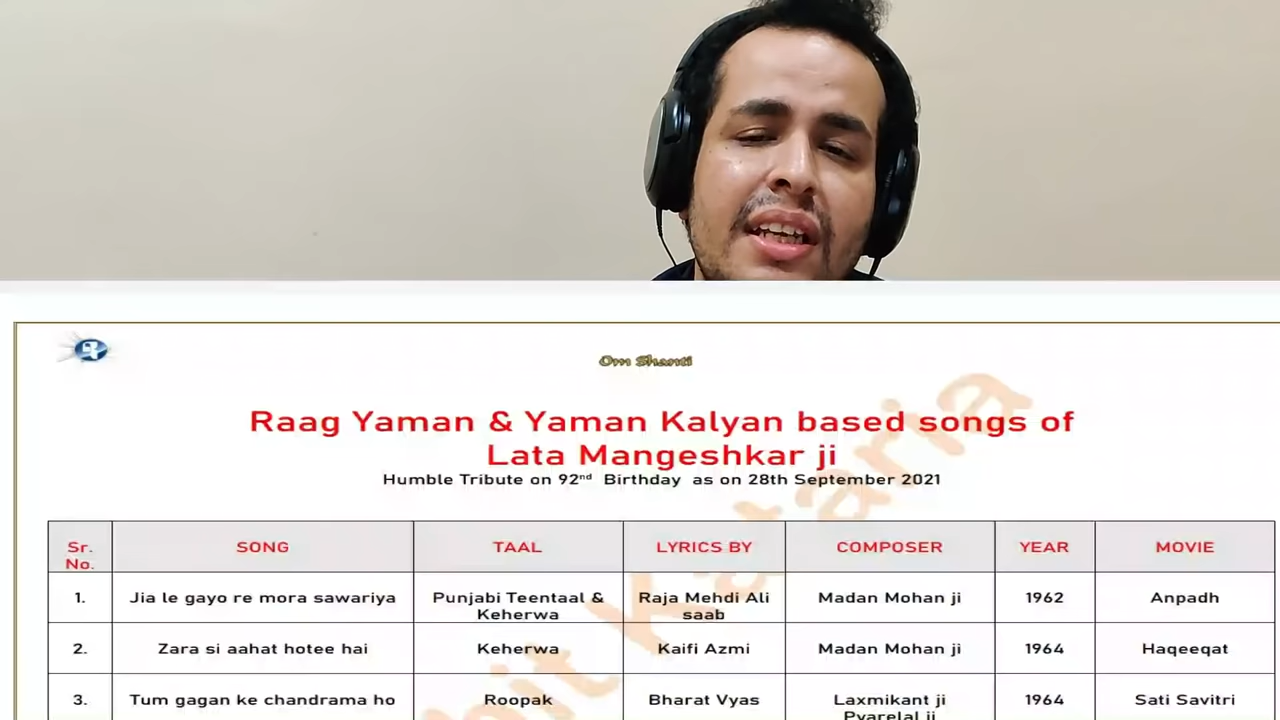 Om Shanti
Raag Yaman & Yaman Kalyan based songs of
Lata Mangeshkar ji
Humble Tribute on 92nd Birthday as on 28th September 2021
Sr. No. SONG TAAL LYRICS BY COMPOSER YEAR MOVIE
1. Jia le gayo re mora sawariya Punjabi Teentaal & Keherwa Raja Mehdi Ali saab Madan Mohan ji 1962 Anpadh
2. Zara si aahat hotee hai Keherwa Kaifi Azmi Madan Mohan ji 1964 Haqeeqat
3. Tum gagan ke chandrama ho Roopak Bharat Vyas Laxmikant ji Pyarelal ji 1964 Sati Savitri